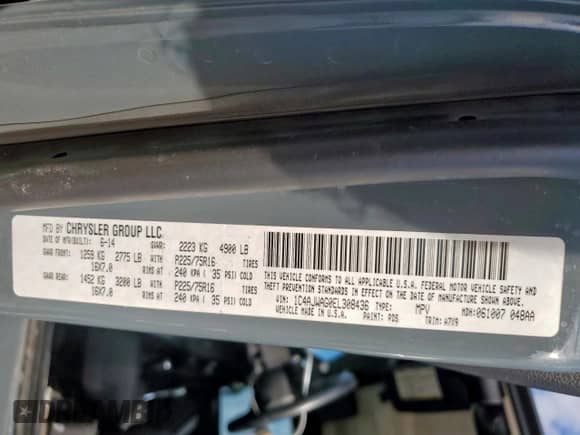 MFD BY CHRYSLER GROUP LLC
DATE OF MFR(BUILT): 6-14 GVWR: 2223 KG 4900 LB
GAWR FRONT: 1259 KG 2775 LB WITH P225/75R16 TIRES
16X7.0 RIMS AT 240 KPA ( 35 PSI) COLD
GAWR REAR: 1452 KG 3200 LB WITH P225/75R16 TIRES
16X7.0 RIMS AT 240 KPA ( 35 PSI) COLD
THIS VEHICLE CONFORMS TO ALL APPLICABLE U.S.A. FEDERAL MOTOR VEHICLE SAFETY AND
THEFT PREVENTION STANDARDS IN EFFECT ON THE DATE OF MANUFACTURE SHOWN ABOVE.
VIN: 1C4AJWAG0EL308436 TYPE: MPV MDH: 061007 048AA
VEHICLE MADE IN U.S.A. PAINT: PDS TRIM: A7X9